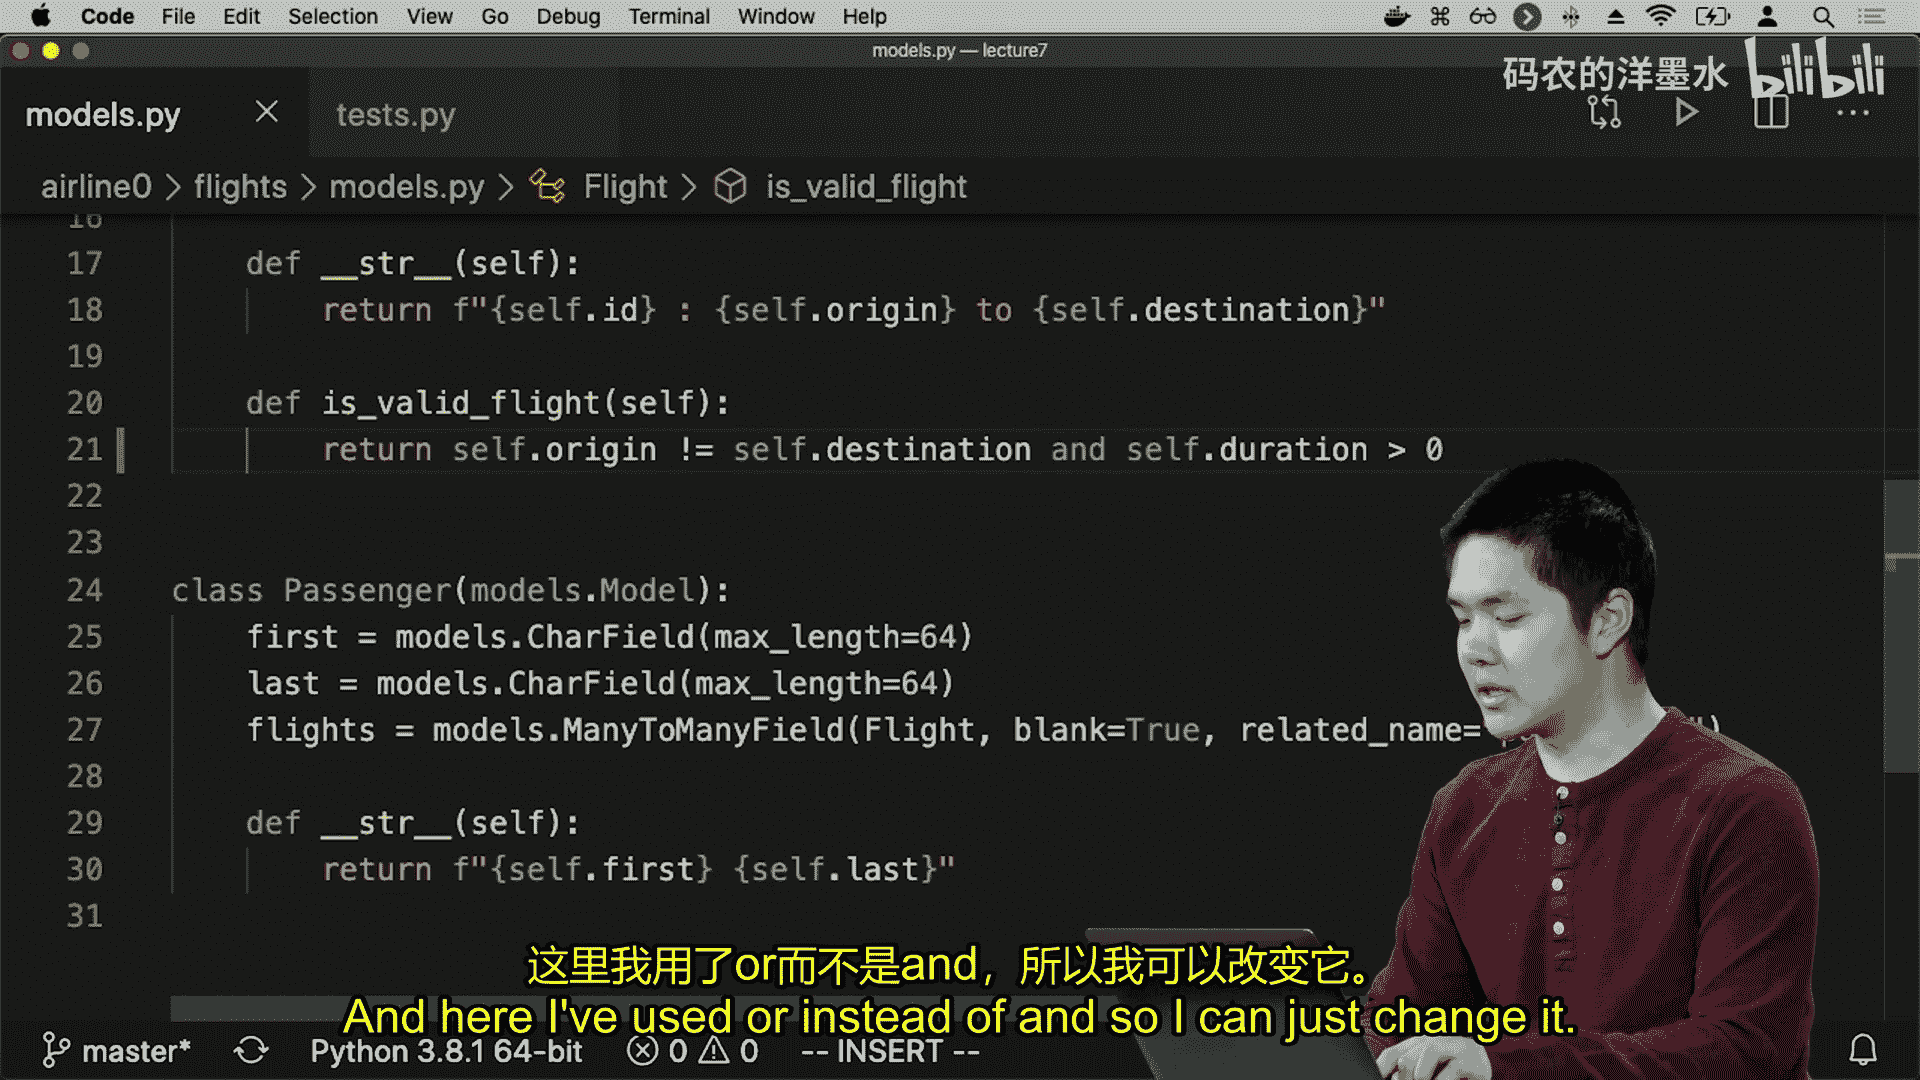 Code File Edit Selection View Go Debug Terminal Window Help
models.py — lecture7
码农的洋墨水 bilibili
models.py tests.py
airline0 > flights > models.py > Flight > is_valid_flight
16
17 def __str__(self):
18 return f"{self.id} : {self.origin} to {self.destination}"
19
20 def is_valid_flight(self):
21 return self.origin != self.destination and self.duration > 0
22
23
24 class Passenger(models.Model):
25 first = models.CharField(max_length=64)
26 last = models.CharField(max_length=64)
27 flights = models.ManyToManyField(Flight, blank=True, related_name=
28
29 def __str__(self):
30 return f"{self.first} {self.last}"
31
这里我用了or而不是and，所以我可以改变它。
And here I've used or instead of and so I can just change it.
master* Python 3.8.1 64-bit 0 0 -- INSERT --